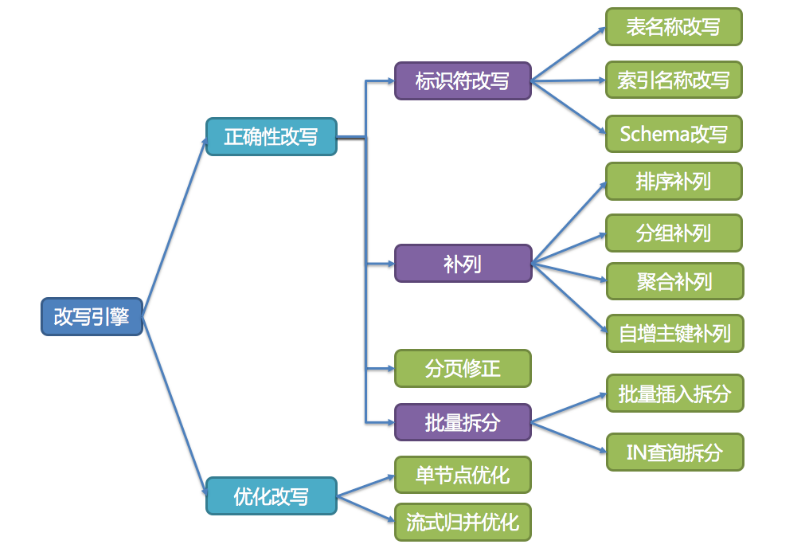 改写引擎
正确性改写
标识符改写
表名称改写
索引名称改写
Schema改写
补列
排序补列
分组补列
聚合补列
自增主键补列
分页修正
批量拆分
批量插入拆分
IN查询拆分
优化改写
单节点优化
流式归并优化